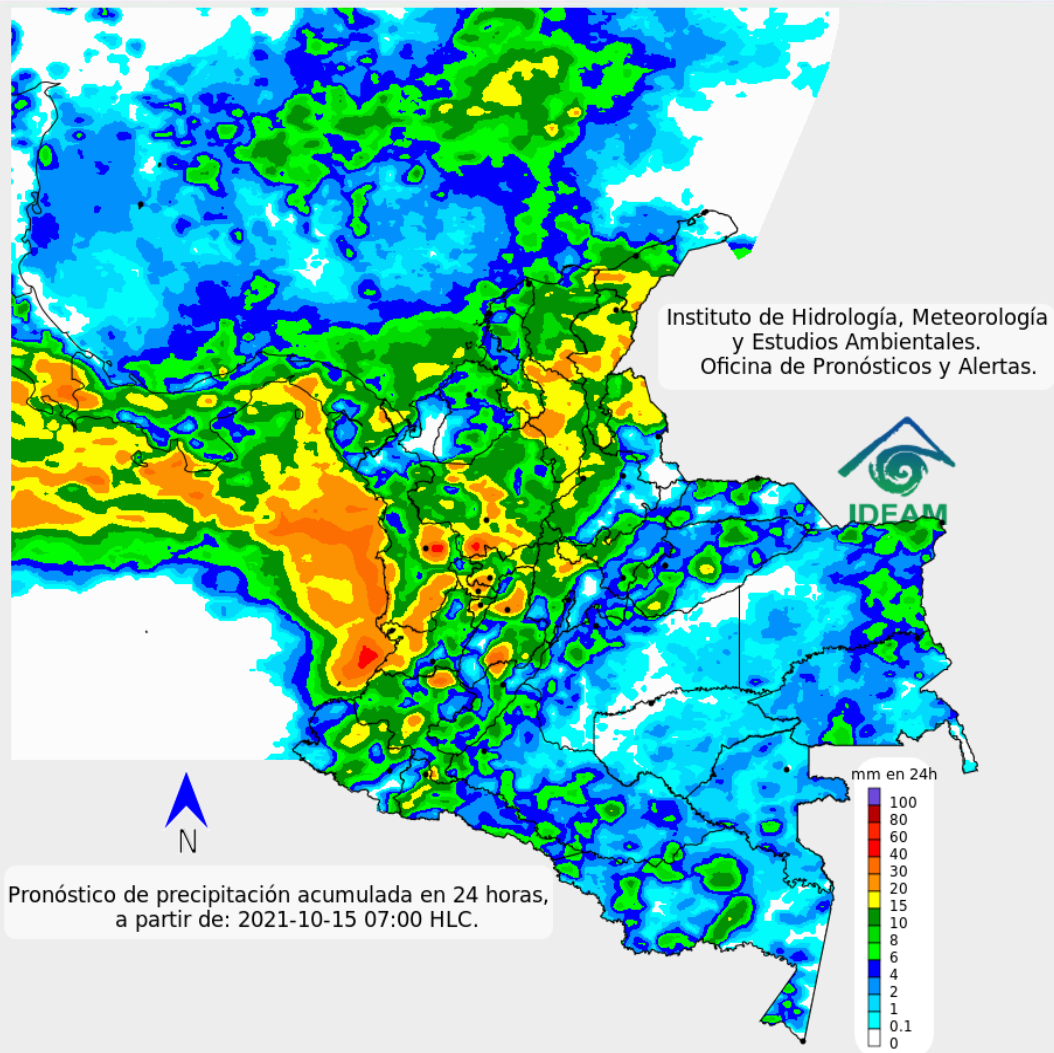 Instituto de Hidrología, Meteorología
y Estudios Ambientales.
Oficina de Pronósticos y Alertas.
IDEAM
mm en 24h
100
80
60
40
30
20
15
10
8
6
4
2
1
0.1
0
N
Pronóstico de precipitación acumulada en 24 horas,
a partir de: 2021-10-15 07:00 HLC.